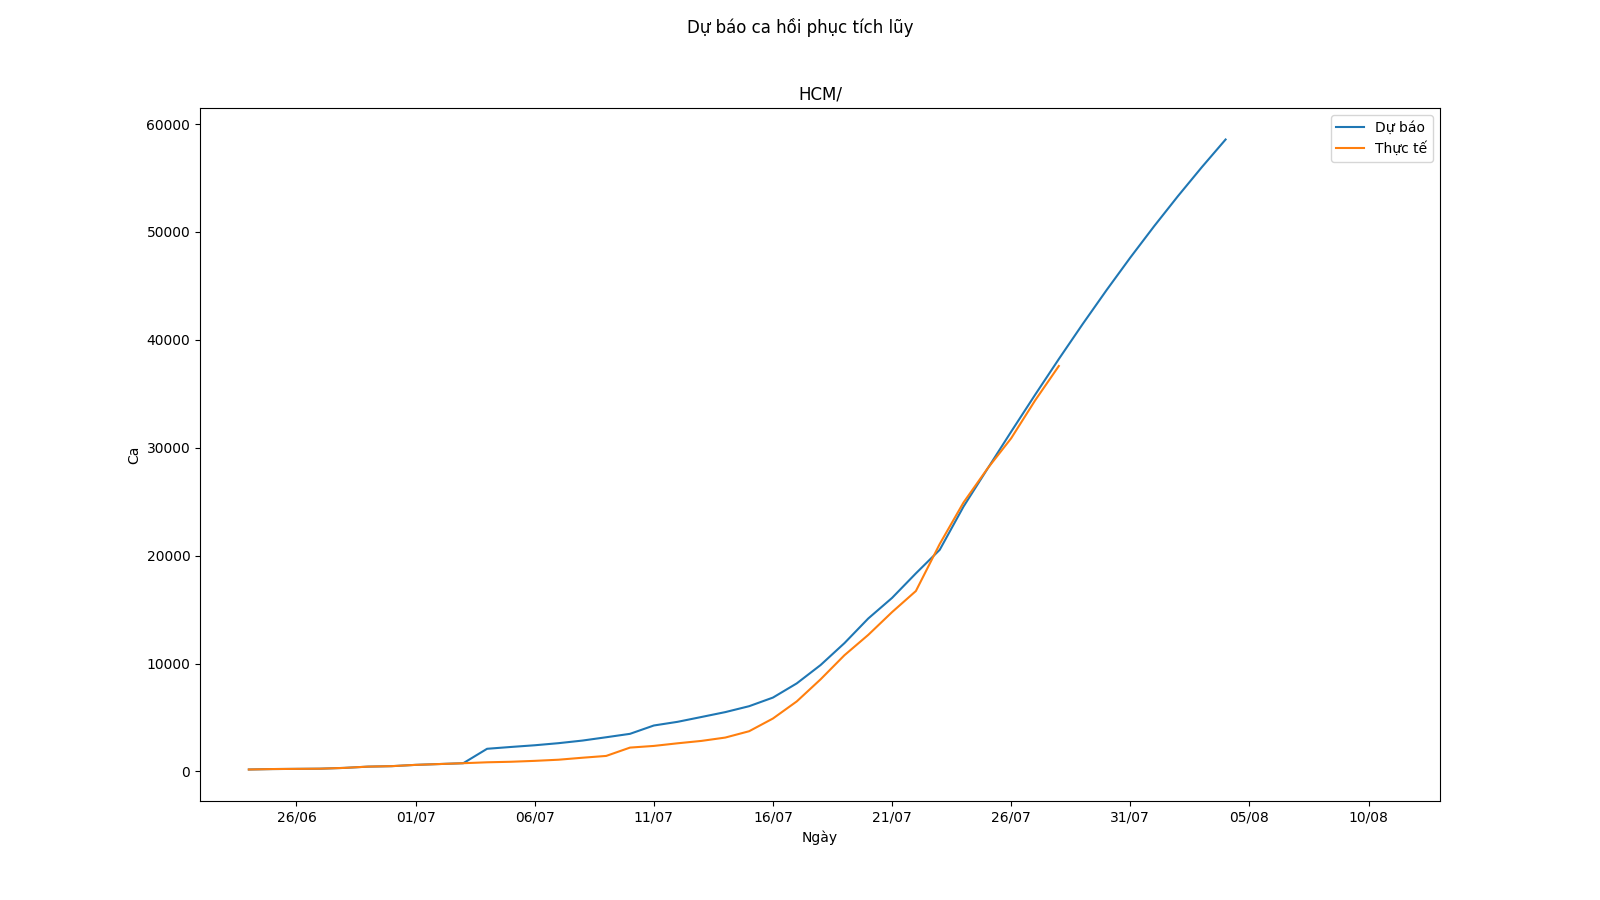 Dự báo ca hồi phục tích lũy
HCM/
Dự báo
Thực tế
60000
50000
40000
30000
20000
10000
0
Ca
26/06
01/07
06/07
11/07
16/07
21/07
26/07
31/07
05/08
10/08
Ngày